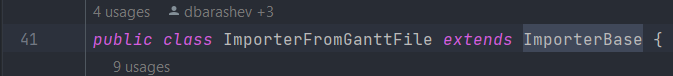 4 usages dbarashev +3
41 public class ImporterFromGanttFile extends ImporterBase {
9 usages